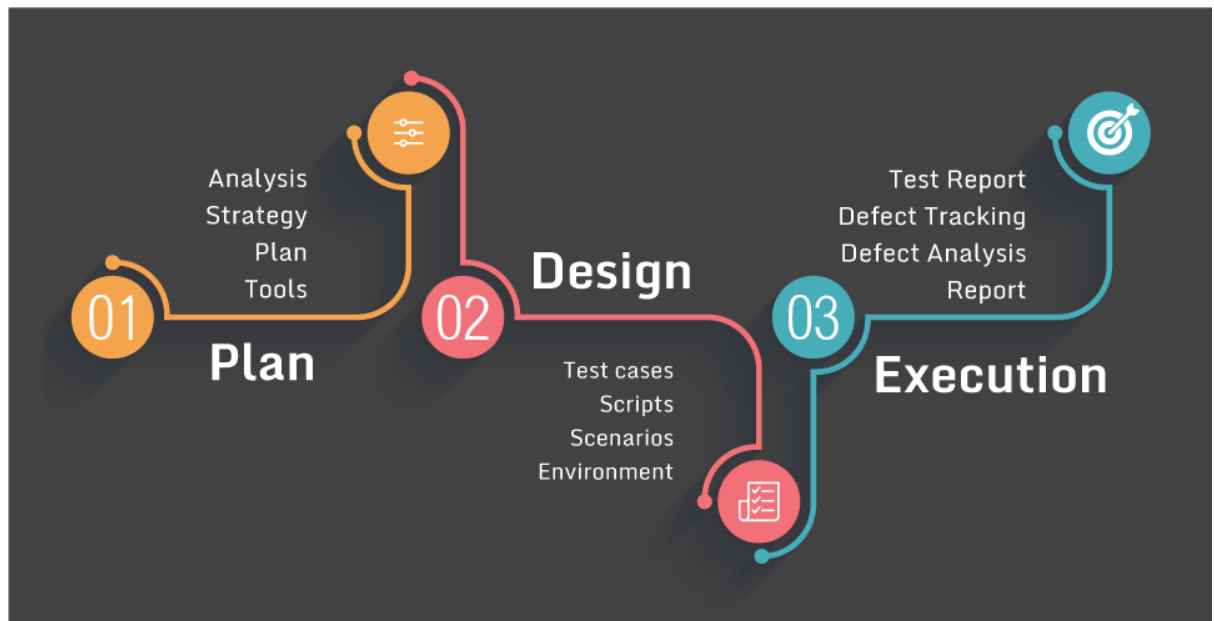 01
Analysis
Strategy
Plan
Tools
Plan
02
Design
Test cases
Scripts
Scenarios
Environment
03
Test Report
Defect Tracking
Defect Analysis
Report
Execution